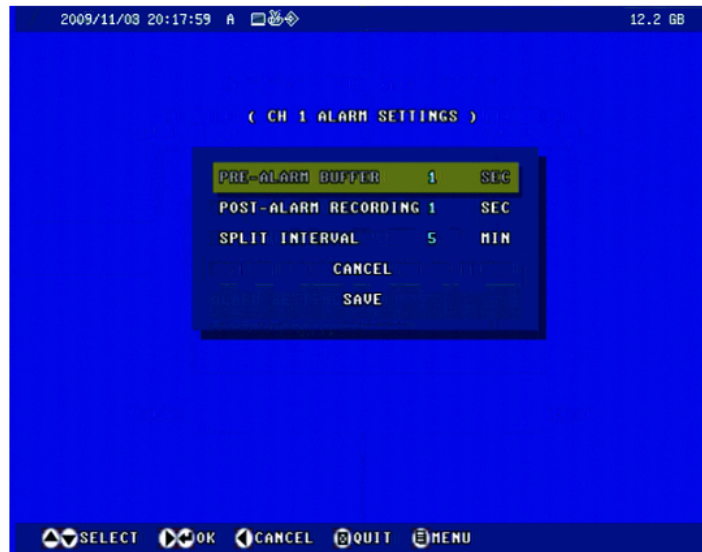 2009/11/03 20:17:59 A 12.2 GB
( CH 1 ALARM SETTINGS )
PRE-ALARM BUFFER 1 SEC
POST-ALARM RECORDING 1 SEC
SPLIT INTERVAL 5 MIN
CANCEL
SAVE
SELECT OK CANCEL QUIT MENU